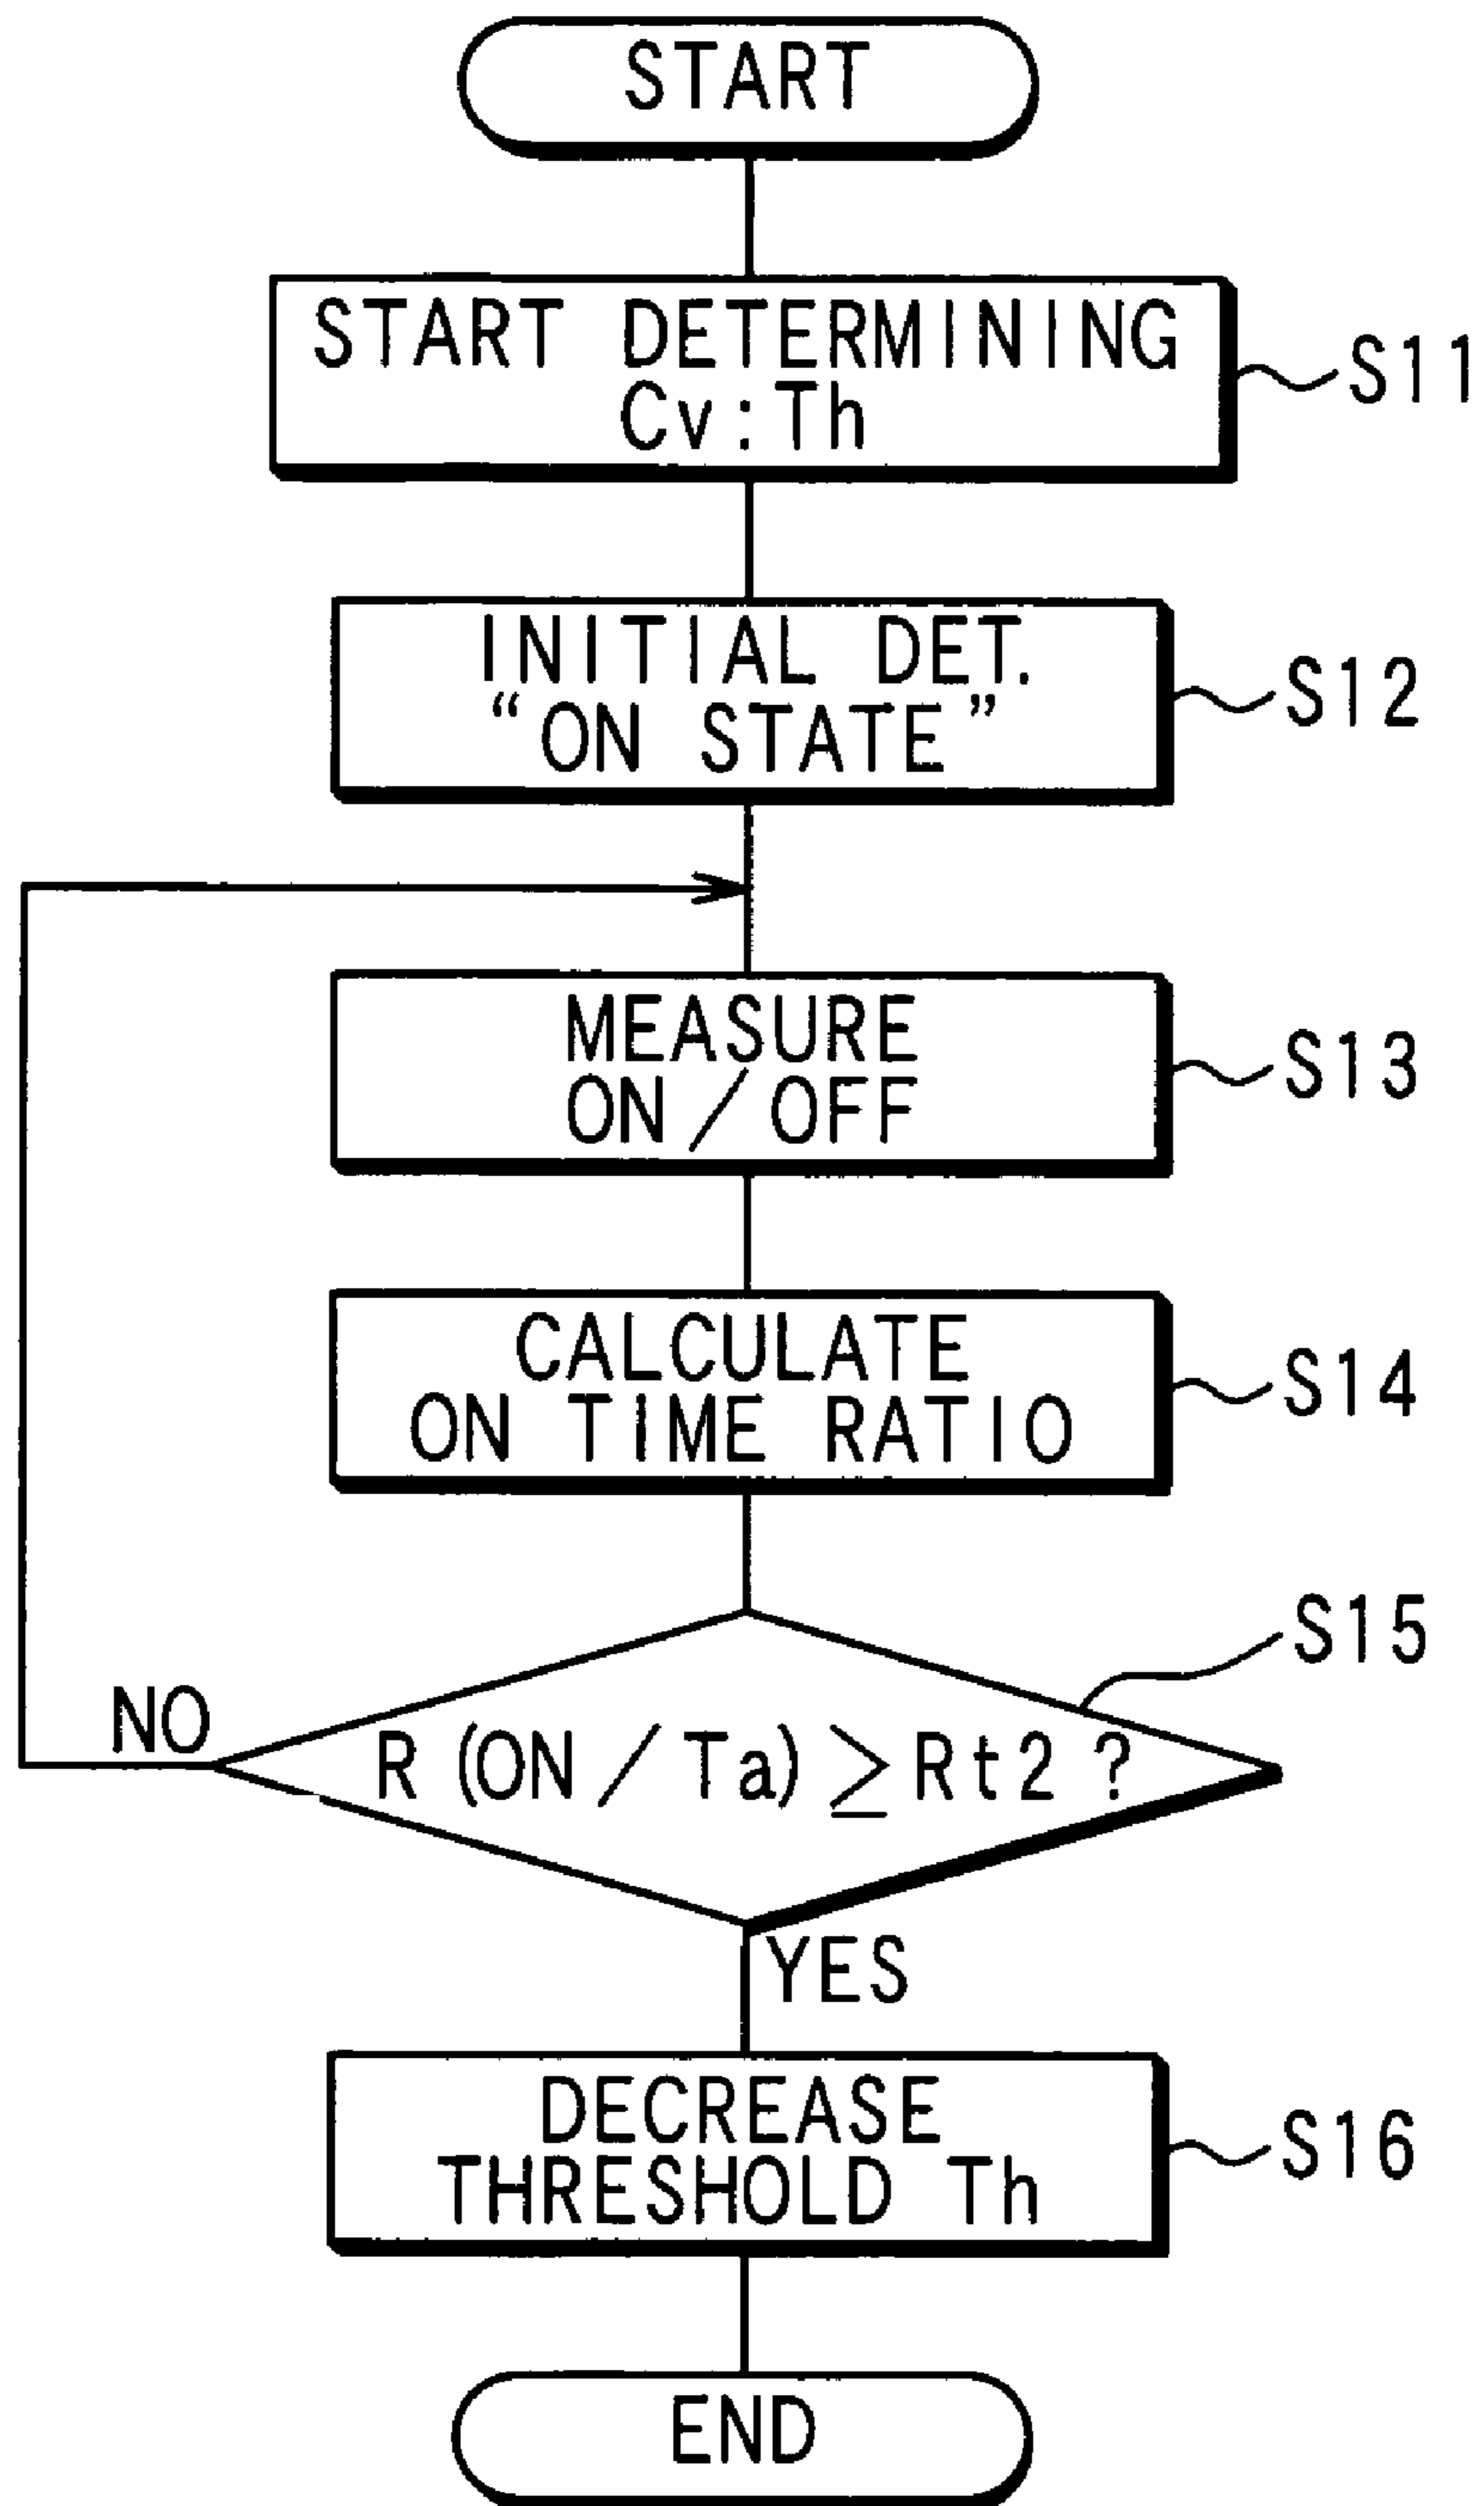 START
START DETERMINING
Cv:Th
S11
INITIAL DET.
“ON STATE”
S12
MEASURE
ON/OFF
S13
CALCULATE
ON TIME RATIO
S14
S15
NO
R(ON/Ta)≧Rt2?
YES
DECREASE
THRESHOLD Th
S16
END